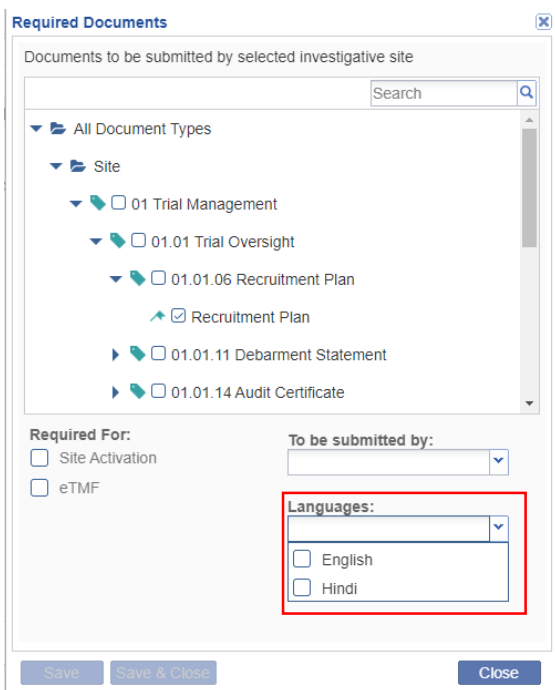 Required Documents
Documents to be submitted by selected investigative site
Search
All Document Types
Site
01 Trial Management
01.01 Trial Oversight
01.01.06 Recruitment Plan
Recruitment Plan
01.01.11 Debarment Statement
01.01.14 Audit Certificate
Required For:
Site Activation
eTMF
To be submitted by:
Languages:
English
Hindi
Save
Save & Close
Close